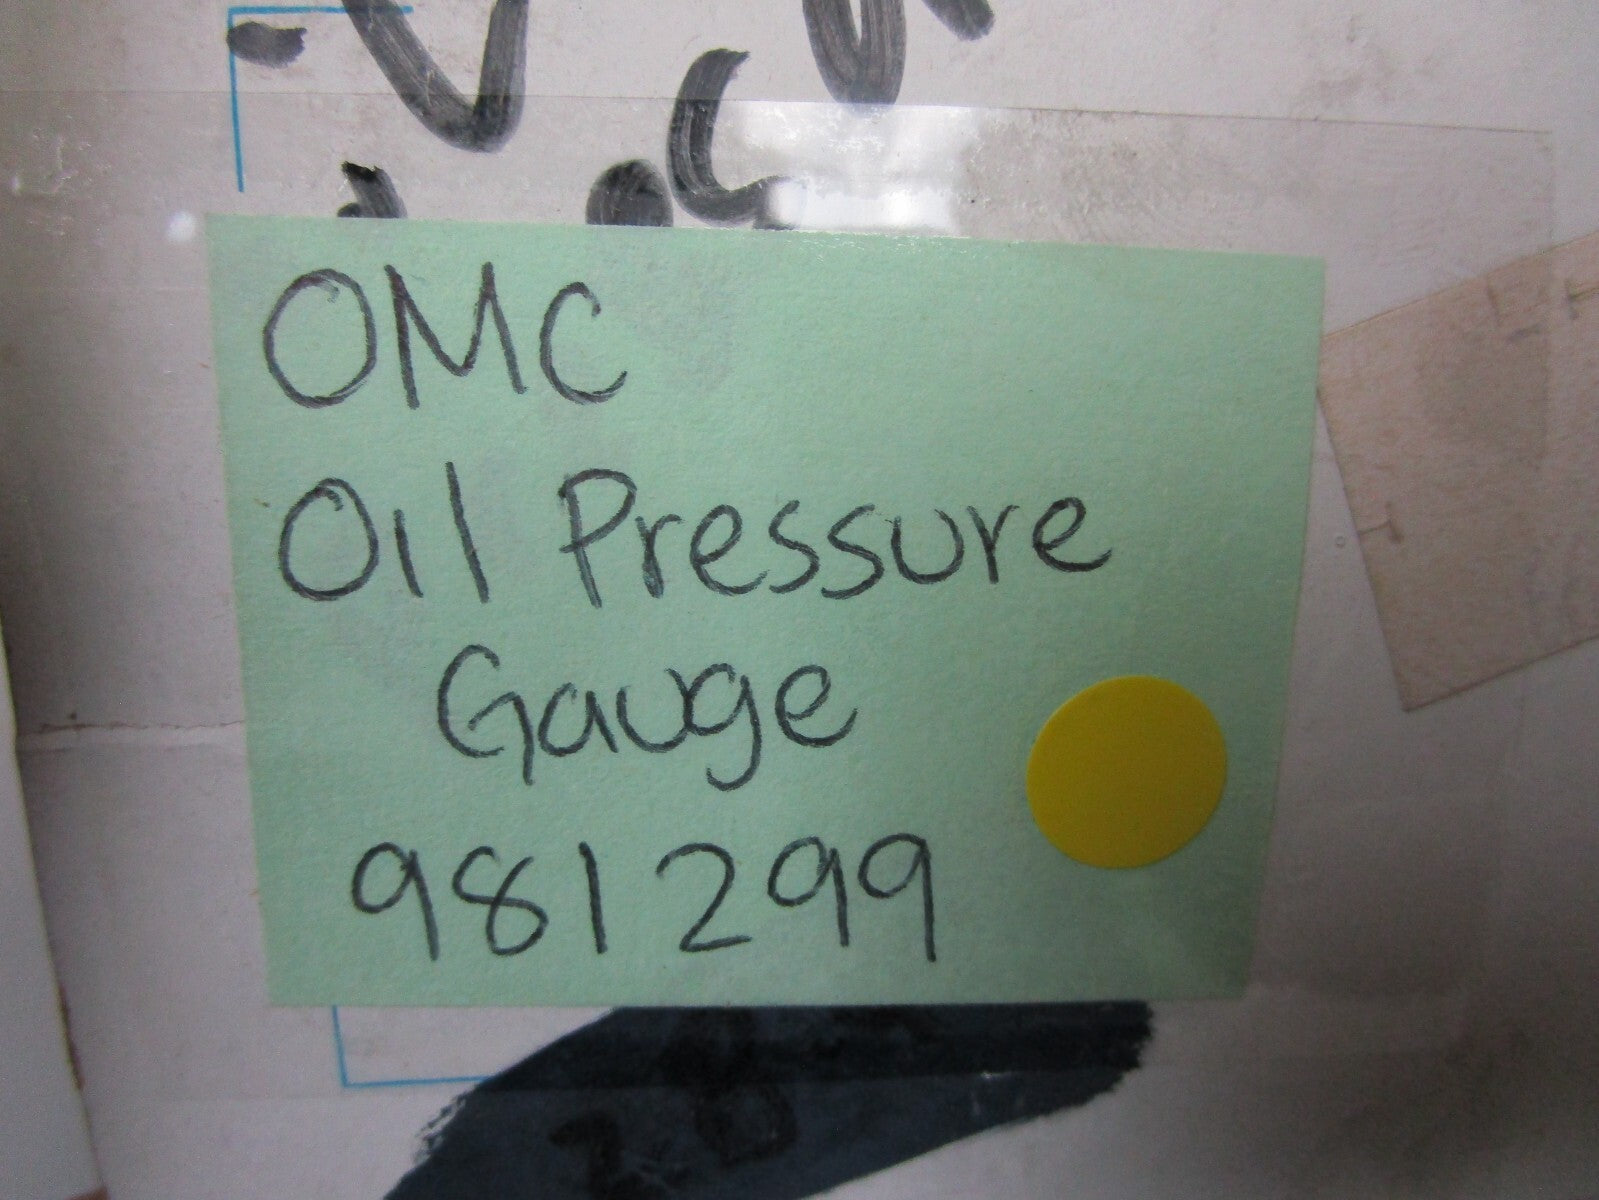 OMC
Oil Pressure
Gauge
981299